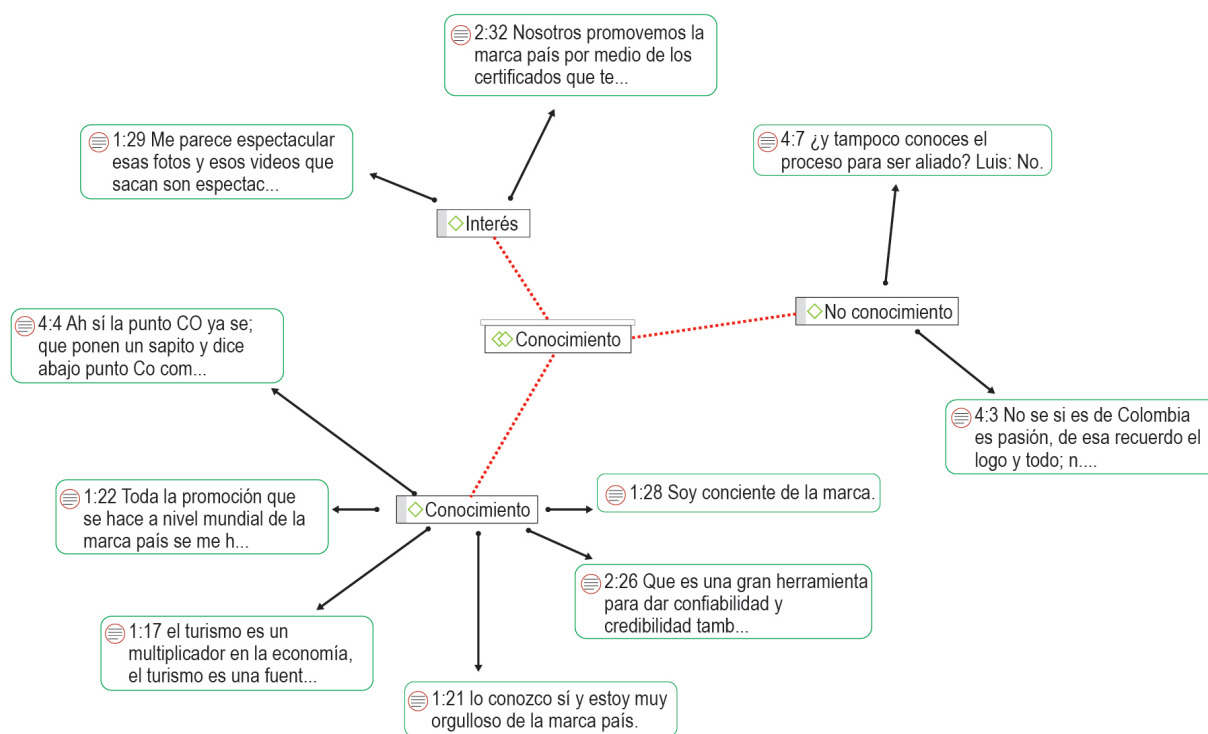 2:32 Nosotros promovemos la
marca país por medio de los
certificados que te...
1:29 Me parece espectacular
esas fotos y esos videos que
sacan son espectac...
4:7 ¿y tampoco conoces el
proceso para ser aliado? Luis: No.
Interés
No conocimiento
4:4 Ah sí la punto CO ya se;
que ponen un sapito y dice
abajo punto Co com...
Conocimiento
4:3 No se si es de Colombia
es pasión, de esa recuerdo el
logo y todo; n....
1:22 Toda la promoción que
se hace a nivel mundial de la
marca país se me h...
Conocimiento
1:28 Soy conciente de la marca.
2:26 Que es una gran herramienta
para dar confiabilidad y
credibilidad tamb...
1:17 el turismo es un
multiplicador en la economía,
el turismo es una fuent...
1:21 lo conozco sí y estoy muy
orgulloso de la marca país.